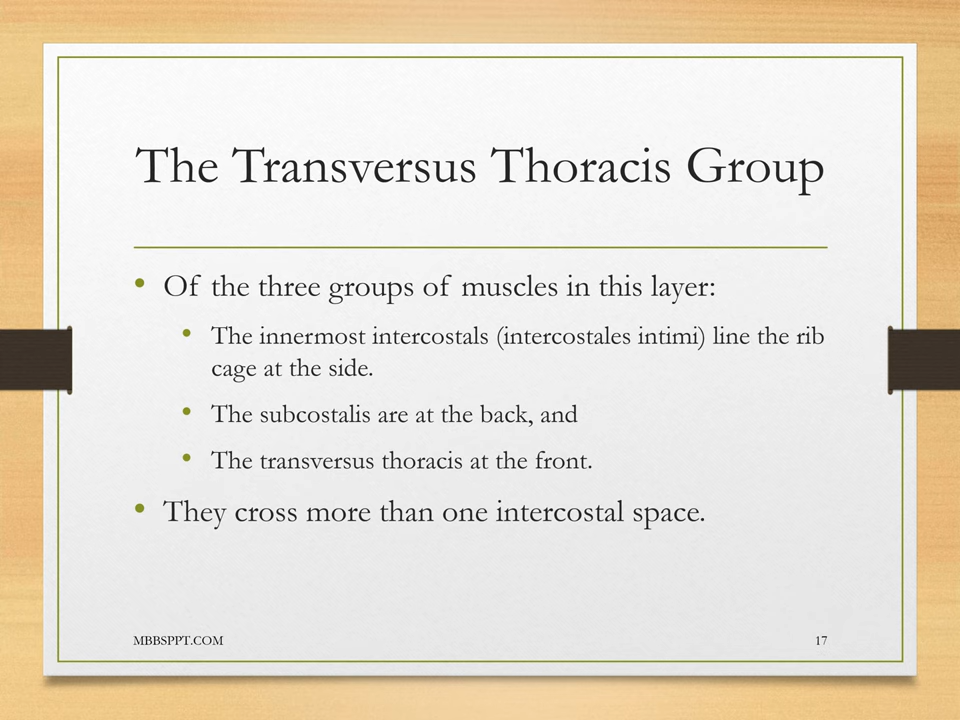 The Transversus Thoracis Group
• Of the three groups of muscles in this layer:
• The innermost intercostals (intercostales intimi) line the rib
cage at the side.
• The subcostalis are at the back, and
• The transversus thoracis at the front.
• They cross more than one intercostal space.
MBBSPPT.COM
17